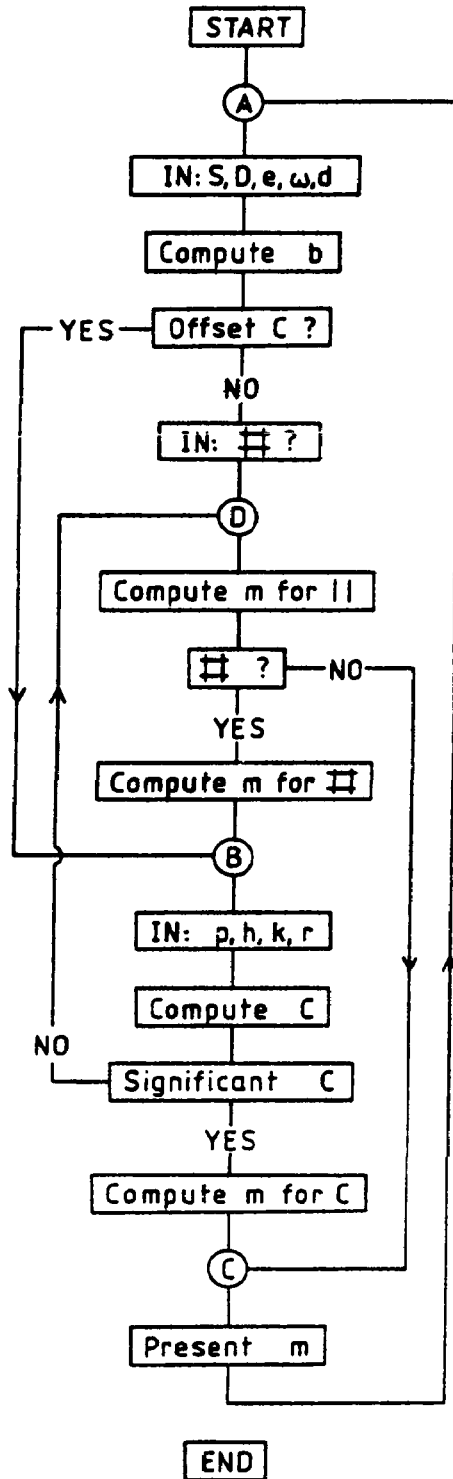 START
A
IN: S, D, e, ω, d
Compute b
YES
Offset C ?
NO
IN: # ?
D
Compute m for ||
# ?
NO
YES
Compute m for #
B
IN: p, h, k, r
Compute C
NO
Significant C
YES
Compute m for C
C
Present m
END